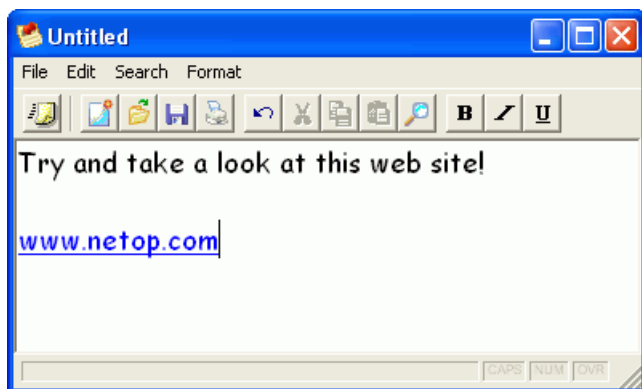 Untitled
File Edit Search Format
B I U
Try and take a look at this web site!
www.netop.com
CAPS NUM OVR